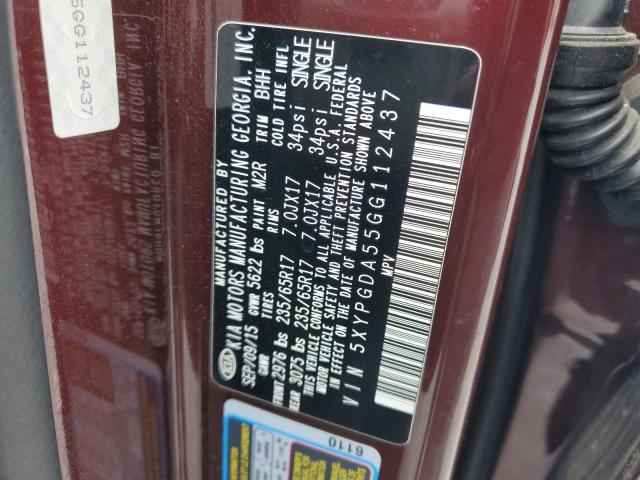 5GG112437
MANUFACTURED BY
KIA KIA MOTORS MANUFACTURING GEORGIA, INC.
SEP/09/15 GVWR 5622 lbs PAINT M2R TRIM BHH
GAWR TIRES RIMS COLD TIRE INFL
FRONT 2976 lbs 235/65R17 7.0JX17 34psi SINGLE
REAR 3075 lbs 235/65R17 7.0JX17 34psi SINGLE
THIS VEHICLE CONFORMS TO ALL APPLICABLE U.S.A. FEDERAL
MOTOR VEHICLE SAFETY AND THEFT PREVENTION STANDARDS
IN EFFECT ON THE DATE OF MANUFACTURE SHOWN ABOVE
VIN 5XYPGDA55GG112437
MPV
6110